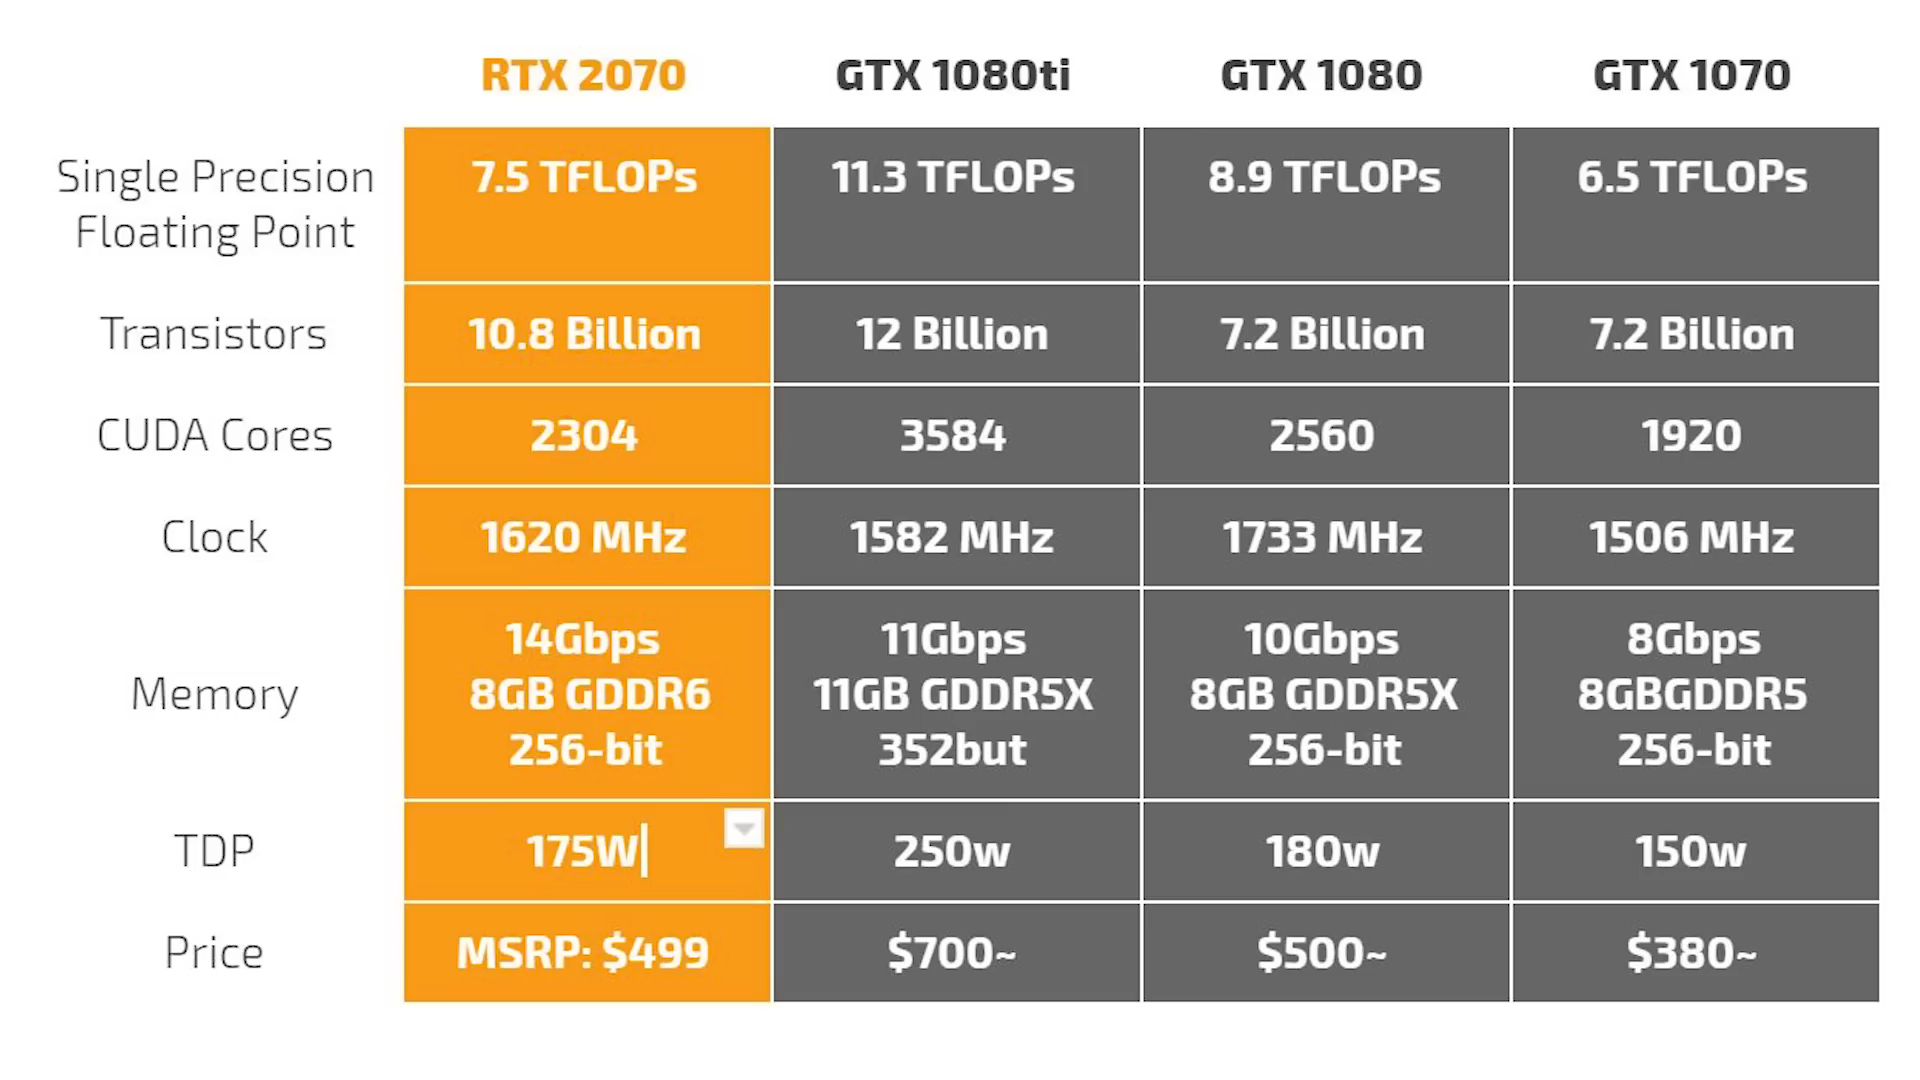 RTX 2070 GTX 1080ti GTX 1080 GTX 1070
Single Precision 7.5 TFLOPs 11.3 TFLOPs 8.9 TFLOPs 6.5 TFLOPs
Floating Point
Transistors 10.8 Billion 12 Billion 7.2 Billion 7.2 Billion
CUDA Cores 2304 3584 2560 1920
Clock 1620 MHz 1582 MHz 1733 MHz 1506 MHz
14Gbps 11Gbps 10Gbps 8Gbps
Memory 8GB GDDR6 11GB GDDR5X 8GB GDDR5X 8GBGDDR5
256-bit 352but 256-bit 256-bit
TDP 175W 250w 180w 150w
Price MSRP: $499 $700~ $500~ $380~